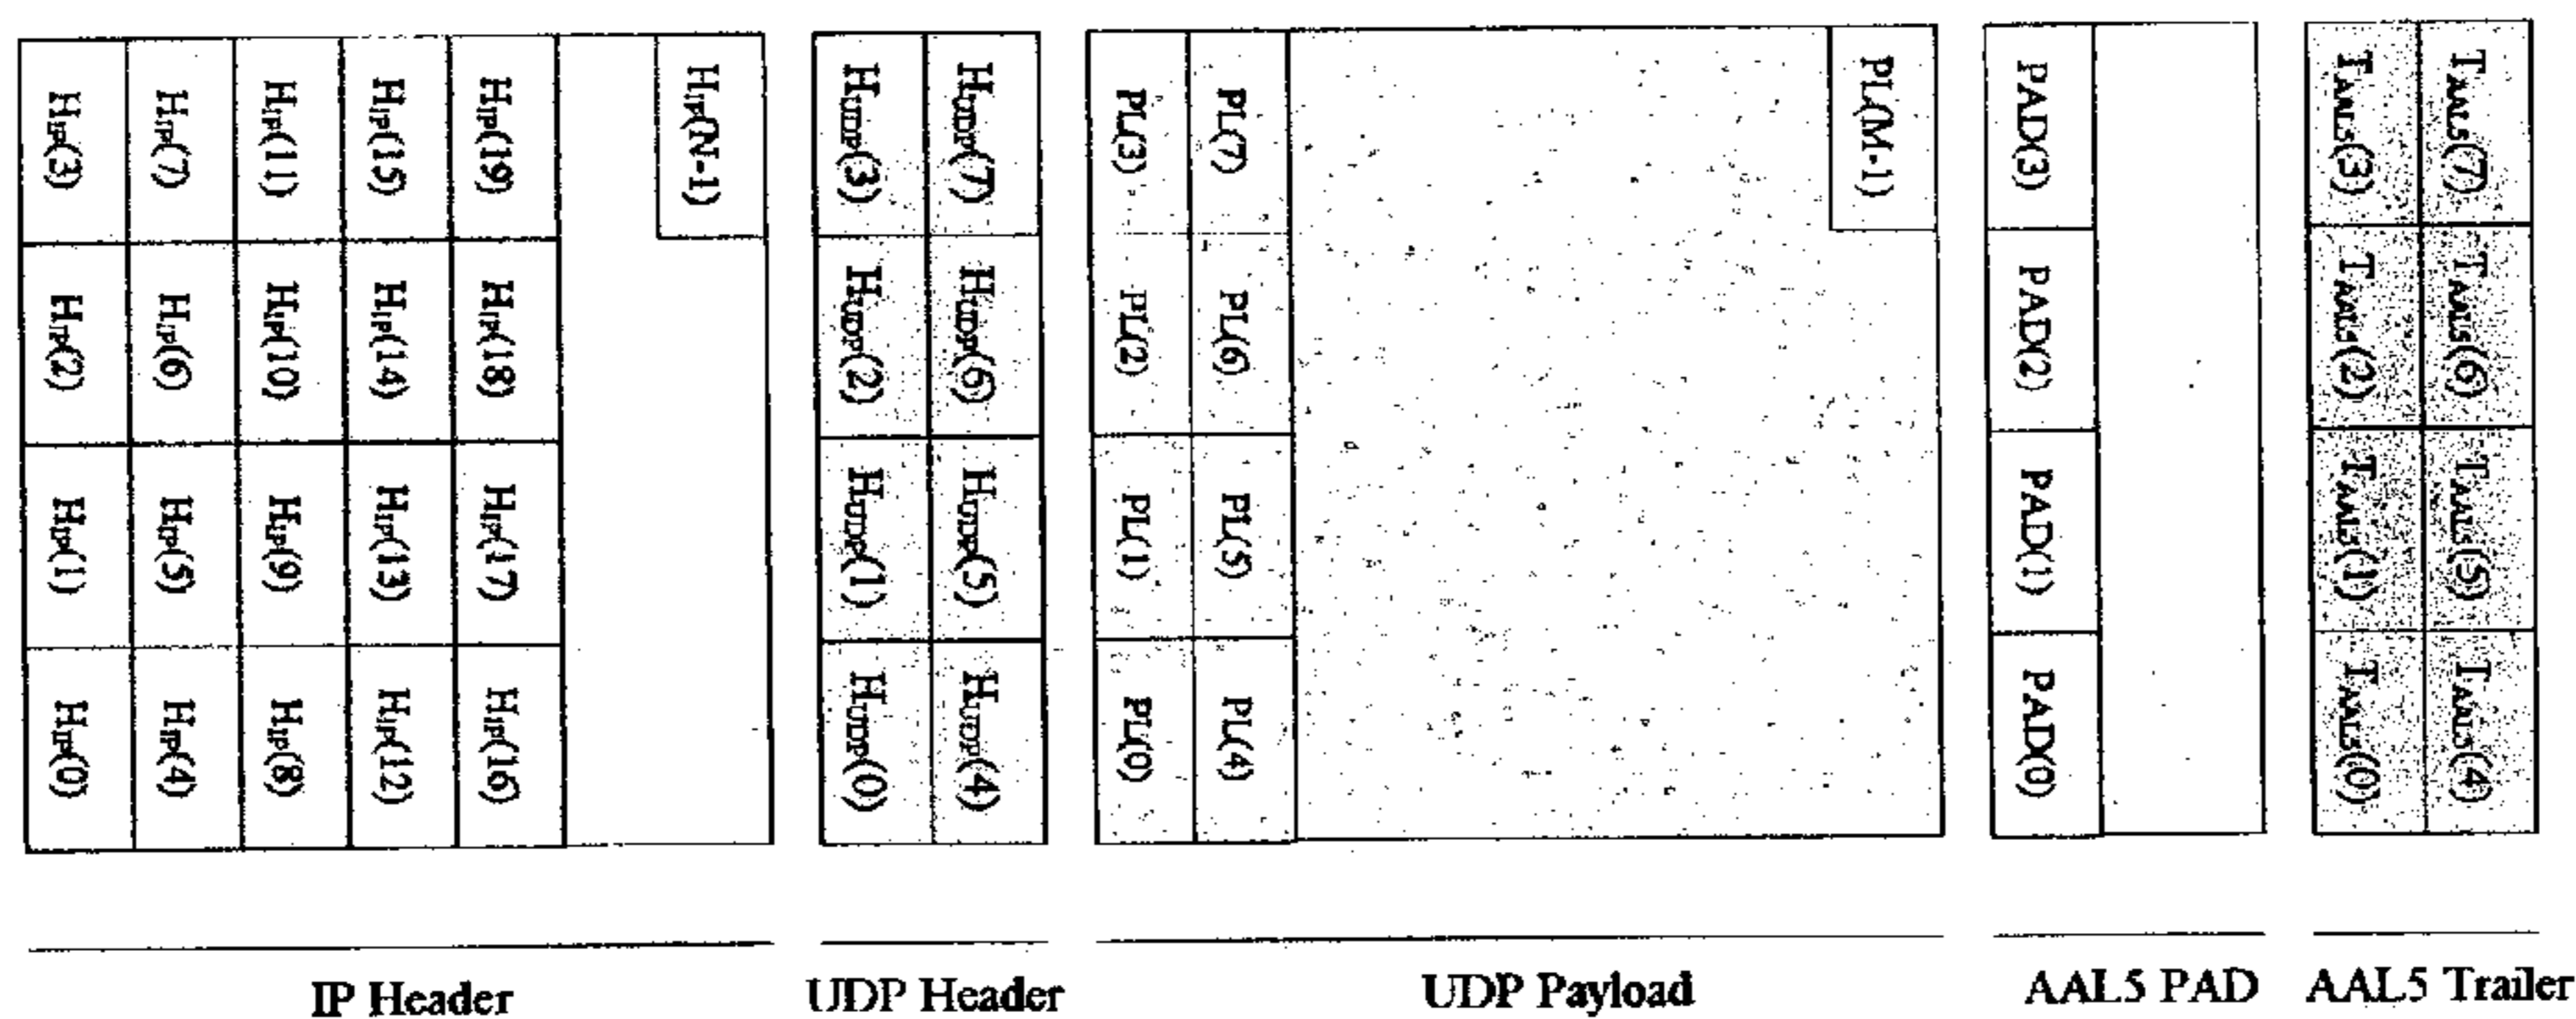 H_IP(3) H_IP(7) H_IP(11) H_IP(15) H_IP(19) H_IP(N-1)
H_IP(2) H_IP(6) H_IP(10) H_IP(14) H_IP(18)
H_IP(1) H_IP(5) H_IP(9) H_IP(13) H_IP(17)
H_IP(0) H_IP(4) H_IP(8) H_IP(12) H_IP(16)
IP Header
H_UDP(3) H_UDP(7)
H_UDP(2) H_UDP(6)
H_UDP(1) H_UDP(5)
H_UDP(0) H_UDP(4)
UDP Header
PL(3) PL(7) PL(M-1)
PL(2) PL(6)
PL(1) PL(5)
PL(0) PL(4)
UDP Payload
PAD(3)
PAD(2)
PAD(1)
PAD(0)
AAL5 PAD
T_AAL5(3) T_AAL5(7)
T_AAL5(2) T_AAL5(6)
T_AAL5(1) T_AAL5(5)
T_AAL5(0) T_AAL5(4)
AAL5 Trailer